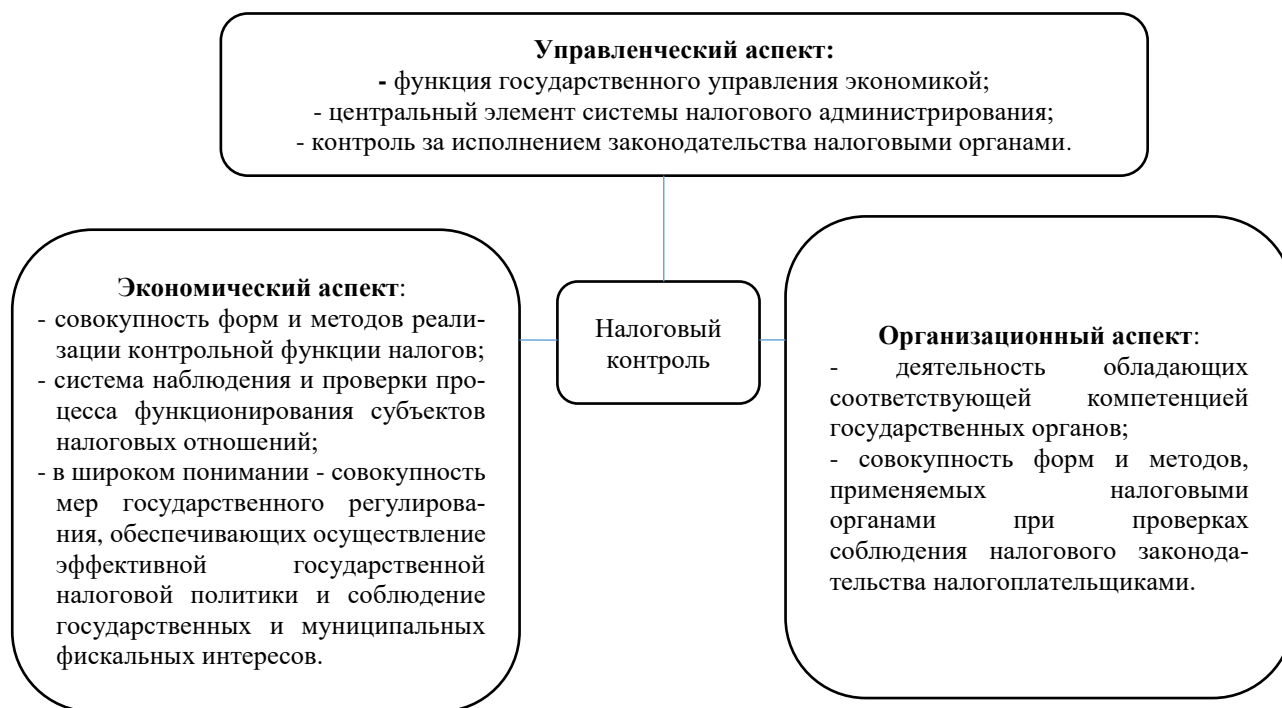 Управленческий аспект:
- функция государственного управления экономикой;
- центральный элемент системы налогового администрирования;
- контроль за исполнением законодательства налоговыми органами.
Экономический аспект:
- совокупность форм и методов реали-
зации контрольной функции налогов;
- система наблюдения и проверки про-
цесса функционирования субъектов
налоговых отношений;
- в широком понимании - совокупность
мер государственного регулирова-
ния, обеспечивающих осуществление
эффективной государственной
налоговой политики и соблюдение
государственных и муниципальных
фискальных интересов.
Налоговый
контроль
Организационный аспект:
- деятельность обладающих
соответствующей компетенцией
государственных органов;
- совокупность форм и методов,
применяемых налоговыми
органами при проверках
соблюдения налогового законода-
тельства налогоплательщиками.